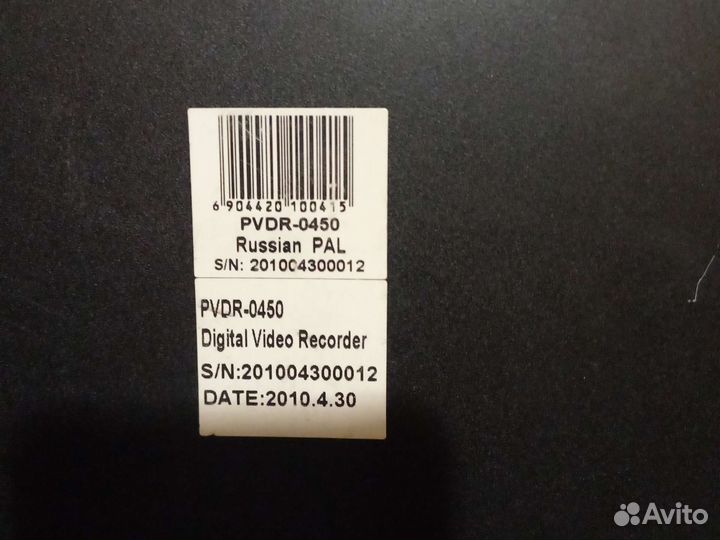 6 904420 100415
PVDR-0450
Russian PAL
S/N: 201004300012
PVDR-0450
Digital Video Recorder
S/N:201004300012
DATE:2010.4.30
Avito